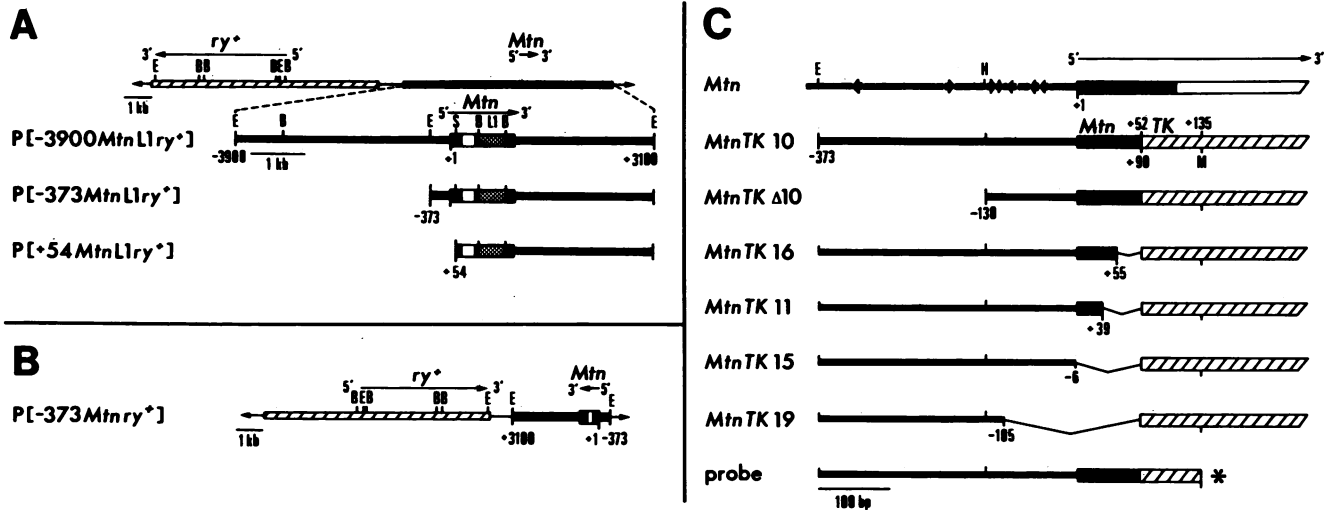 A
3' ry+ 5'
E BB BEB
Mtn
5' 3'
1 kb
Mtn
5' 3'
E B E S B L1 B E
P[-3900MtnL1ry+]
-3900 1 kb +1 +3100
P[-373MtnL1ry+]
-373
P[+54MtnL1ry+]
+54
B
5' ry+ 3'
BEB BB E
Mtn
3' 5'
E E
P[-373Mtnry+]
1 kb +3100 +1 -373
C
5' 3'
E H
Mtn
+1
Mtn +52 TK +135
MtnTK 10
-373 +90 M
MtnTK Δ10
-130
MtnTK 16
+55
MtnTK 11
+39
MtnTK 15
-6
MtnTK 19
-105
probe *
100 bp